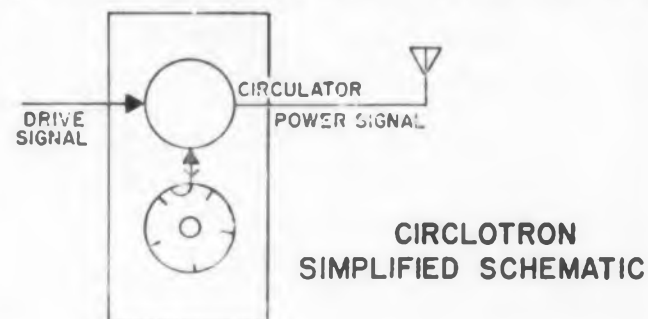 CIRCULATOR
DRIVE
SIGNAL
POWER SIGNAL
CIRCLOTRON
SIMPLIFIED SCHEMATIC